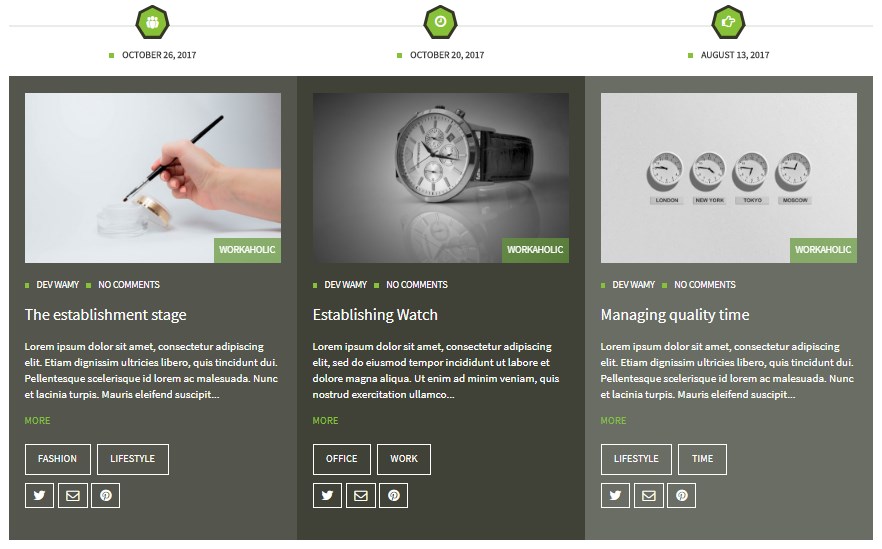 OCTOBER 26, 2017
OCTOBER 20, 2017
AUGUST 13, 2017
WORKAHOLIC
DEV WAMY NO COMMENTS
The establishment stage
Lorem ipsum dolor sit amet, consectetur adipiscing
elit. Etiam dignissim ultricies libero, quis tincidunt dui.
Pellentesque scelerisque id lorem ac malesuada. Nunc
et lacinia turpis. Mauris eleifend suscipit...
MORE
FASHION LIFESTYLE
WORKAHOLIC
DEV WAMY NO COMMENTS
Establishing Watch
Lorem ipsum dolor sit amet, consectetur adipiscing
elit, sed do eiusmod tempor incididunt ut labore et
dolore magna aliqua. Ut enim ad minim veniam, quis
nostrud exercitation ullamco...
MORE
OFFICE WORK
LONDON NEW YORK TOKYO MOSCOW
WORKAHOLIC
DEV WAMY NO COMMENTS
Managing quality time
Lorem ipsum dolor sit amet, consectetur adipiscing
elit. Etiam dignissim ultricies libero, quis tincidunt dui.
Pellentesque scelerisque id lorem ac malesuada. Nunc
et lacinia turpis. Mauris eleifend suscipit...
MORE
LIFESTYLE TIME